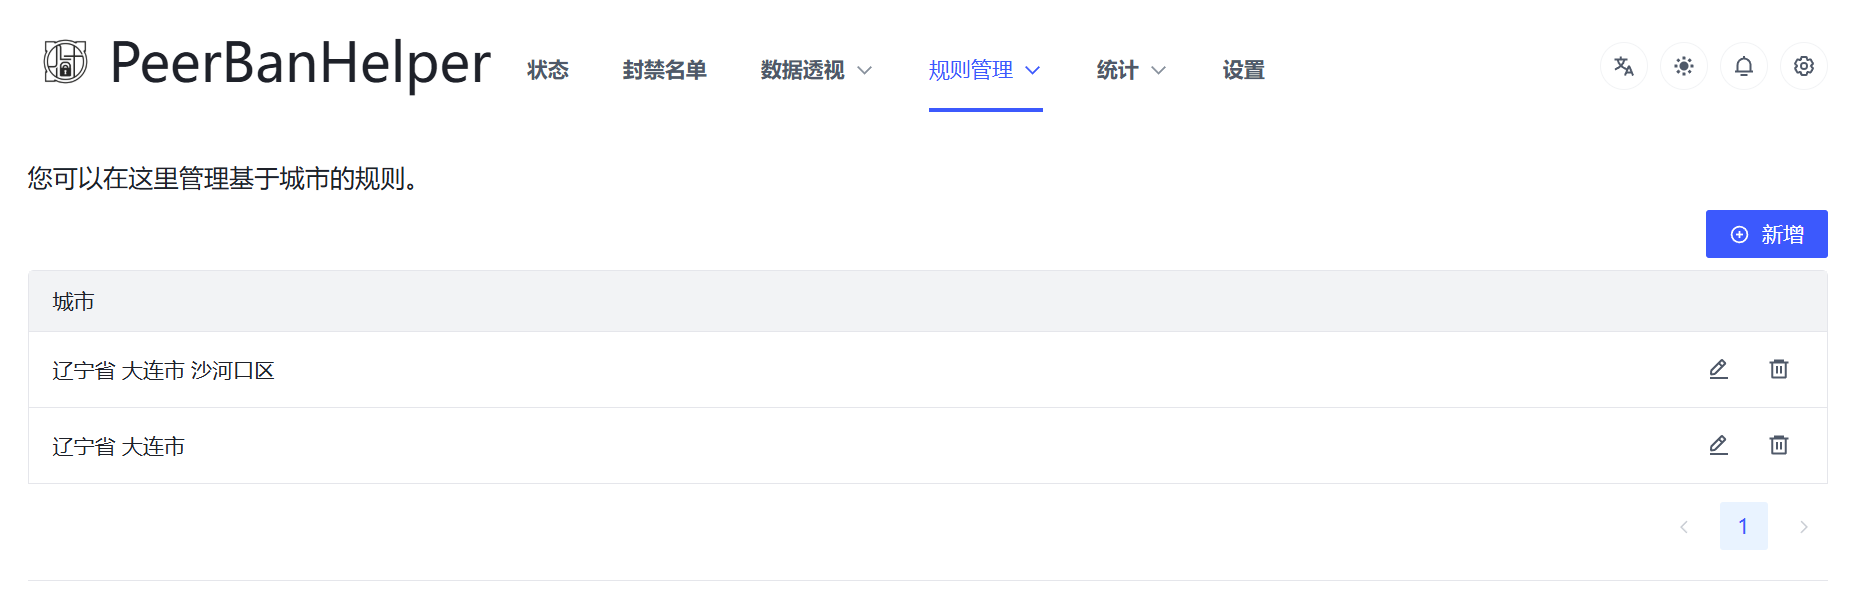 PeerBanHelper 状态 封禁名单 数据透视 规则管理 统计 设置
您可以在这里管理基于城市的规则。
新增
城市
辽宁省 大连市 沙河口区
辽宁省 大连市
1